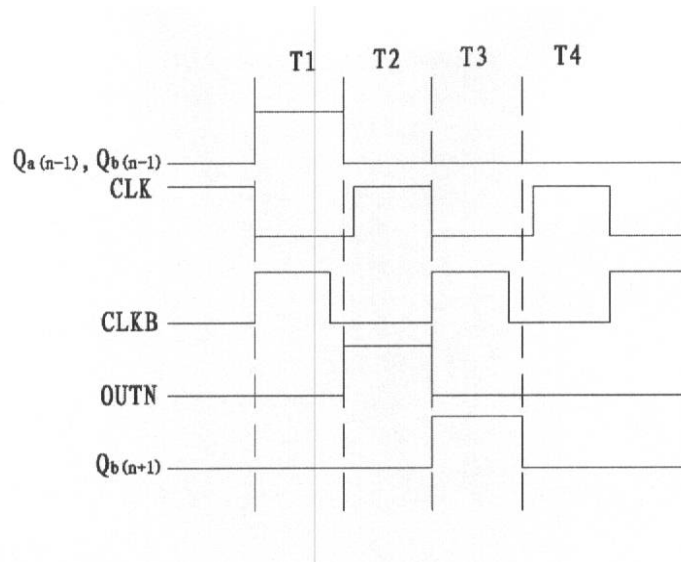 T1 T2 T3 T4
Qa(n-1), Qb(n-1)
CLK
CLKB
OUTN
Qb(n+1)